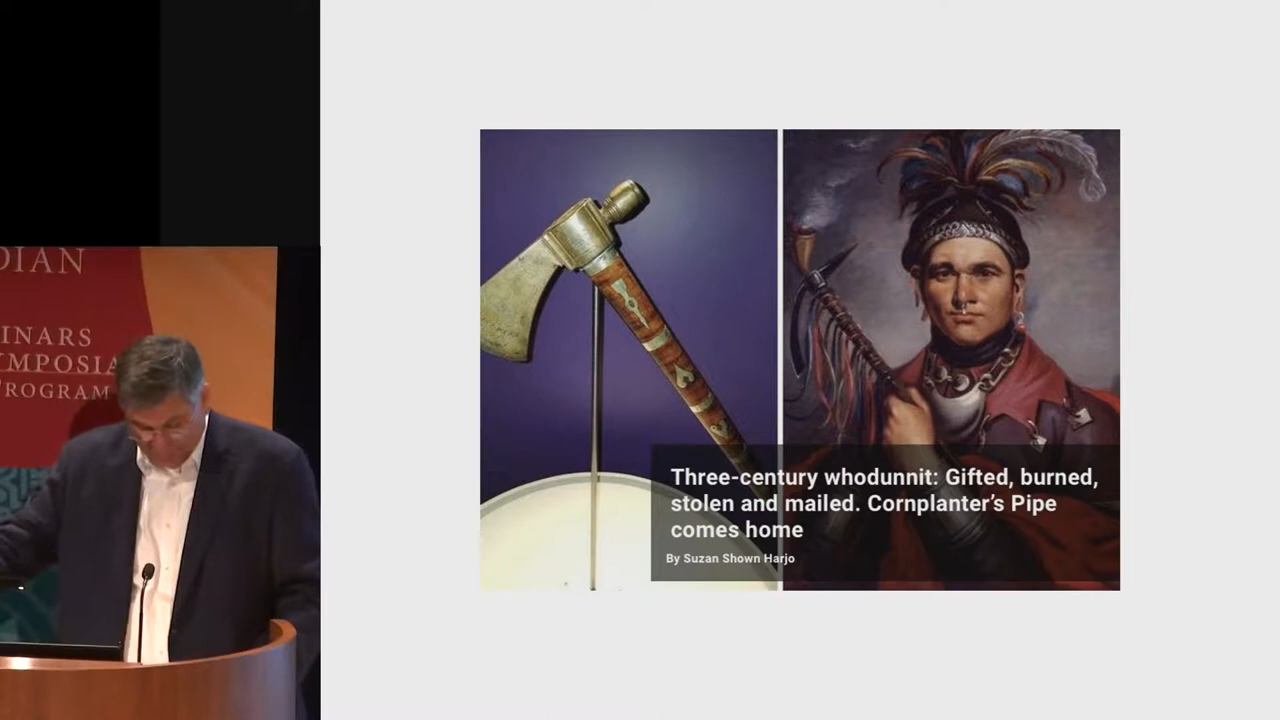 DIAN
INARS
YMPOSIA
PROGRAM
Three-century whodunnit: Gifted, burned,
stolen and mailed. Cornplanter’s Pipe
comes home
By Suzan Shown Harjo